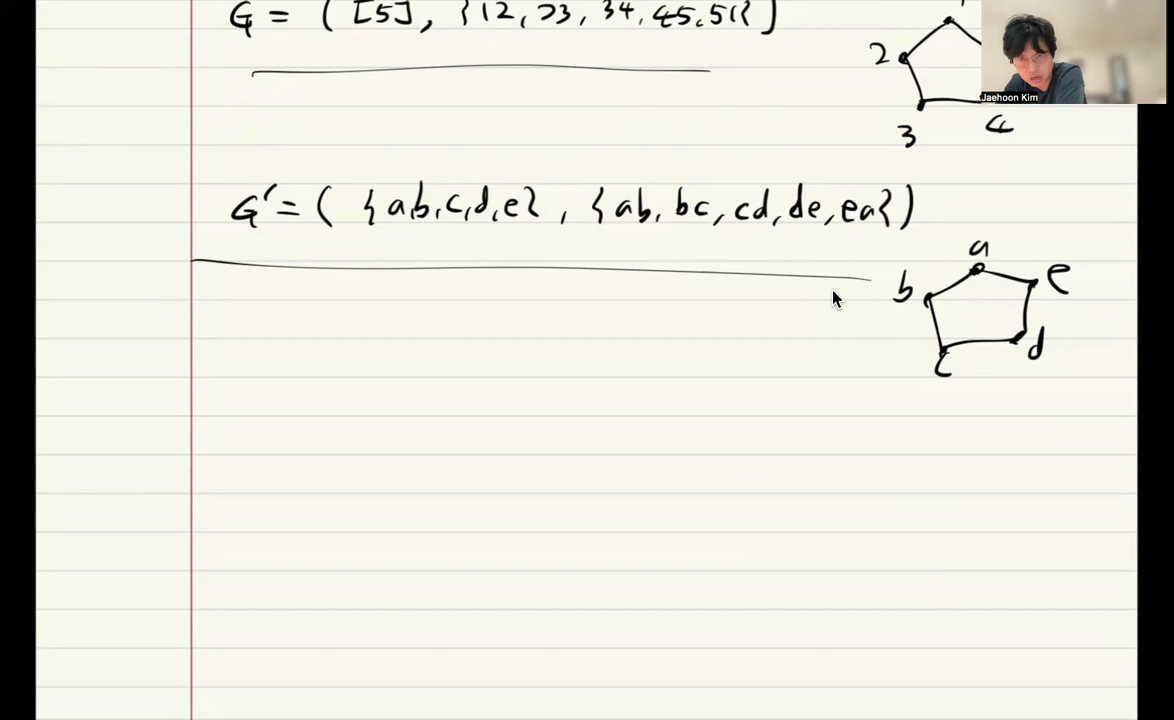 G = ( [5], {12, 23, 34, 45, 51} )
2
Jaehoon Kim
3 4
G' = ( {a,b,c,d,e}, {ab, bc, cd, de, ea} )
a
b e
c d